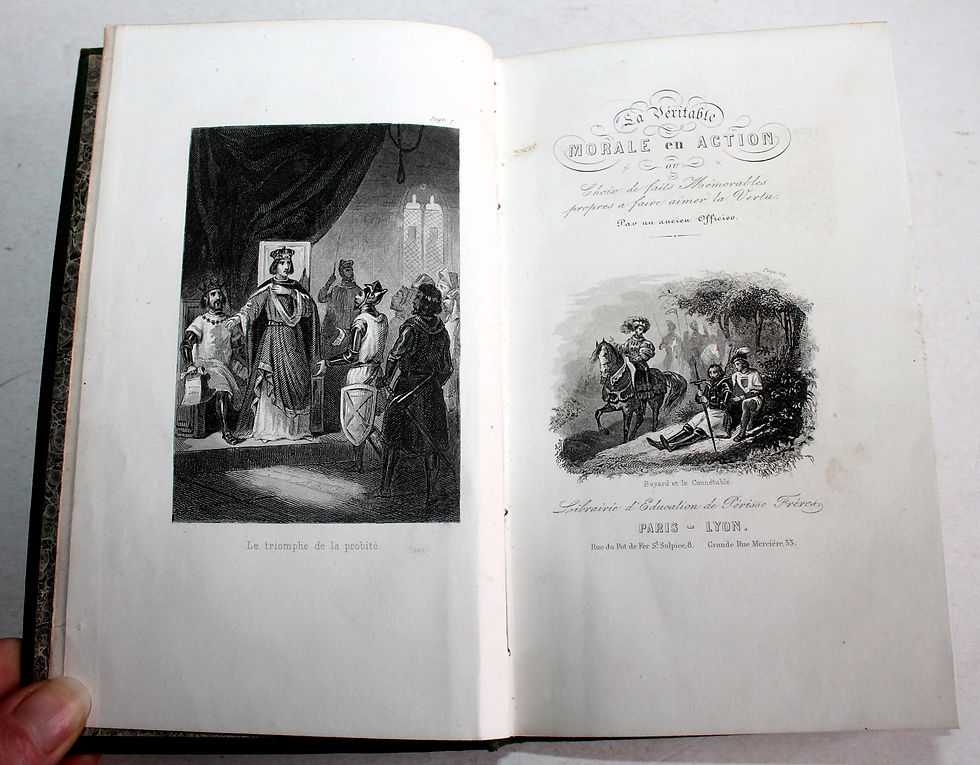 Page 7.
Le triomphe de la probité.
La Véritable
MORALE en ACTION
OU
Choix de faits Mémorables
propres a faire aimer la Vertu.
Par un ancien Officier.
Bayard et le Connétable.
Librairie d'Education de Périsse Frères,
PARIS - LYON.
Rue du Pot de Fer St. Sulpice, 8. Grande Rue Mercière, 33.